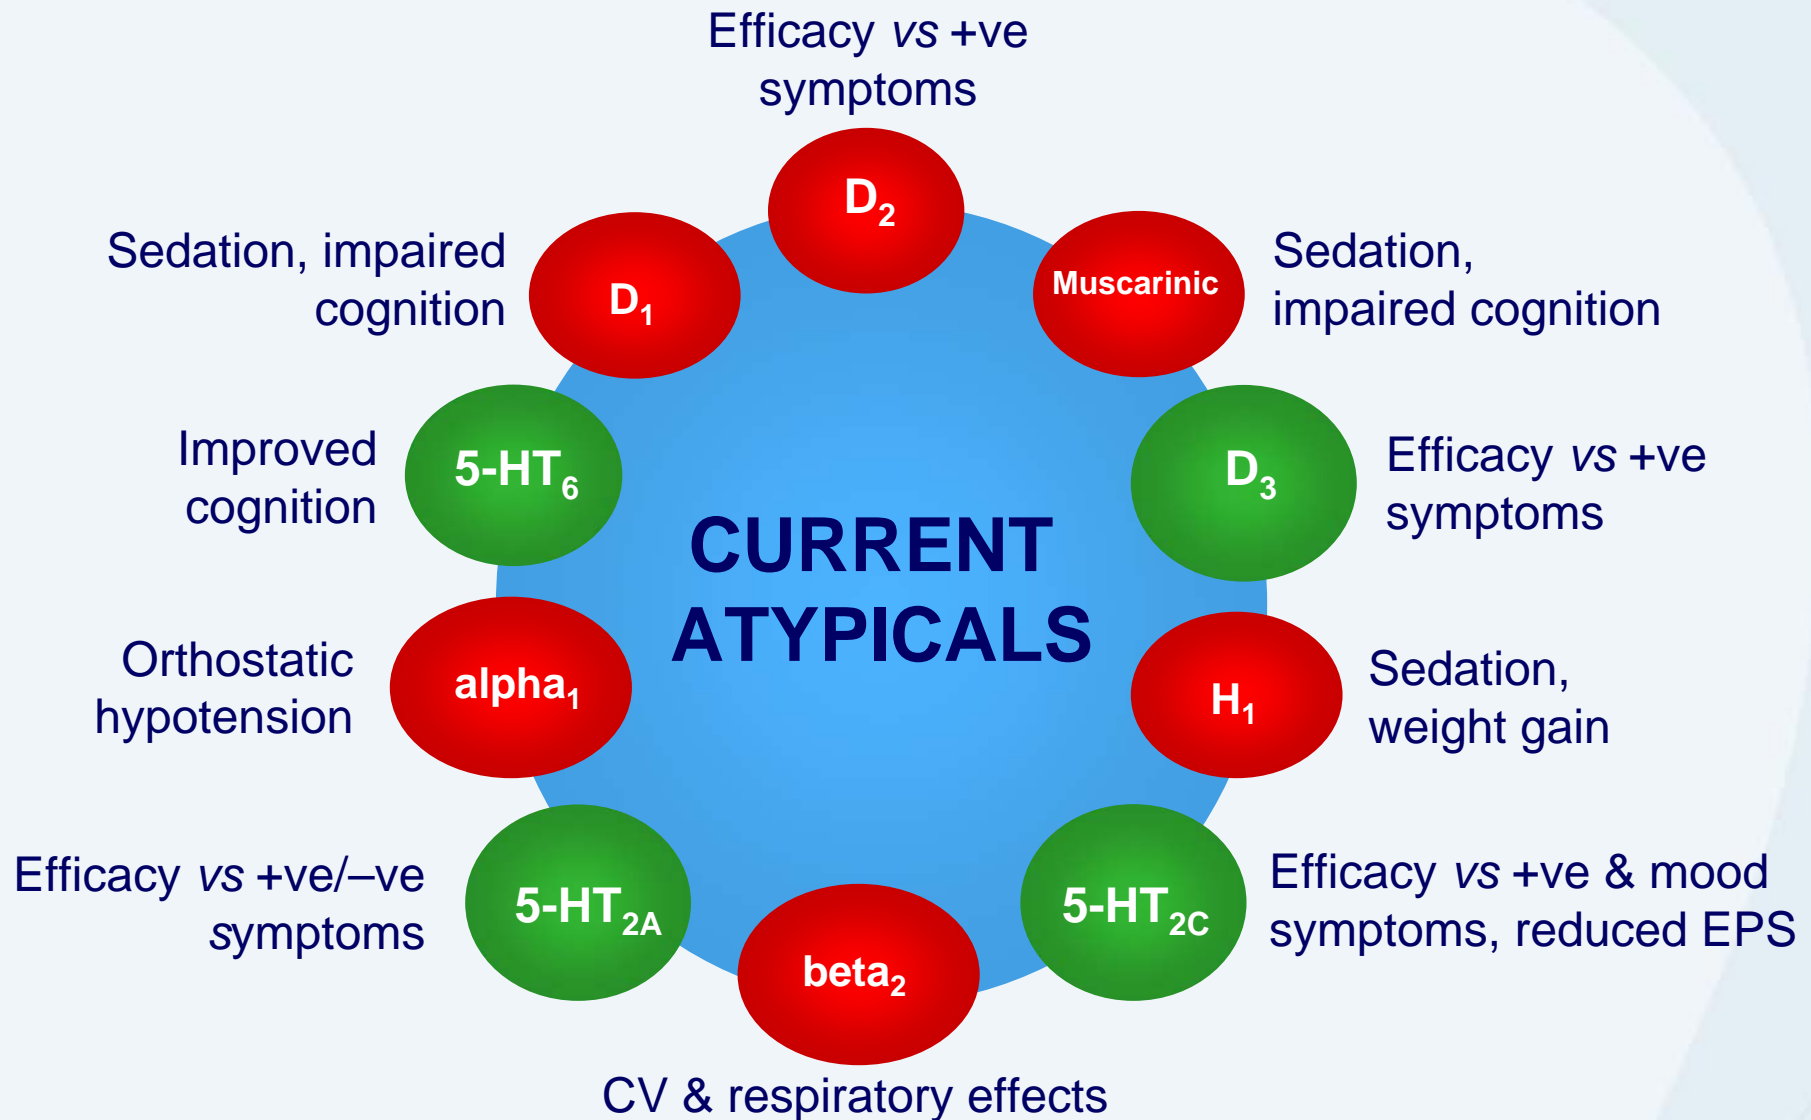 Efficacy vs +ve
symptoms
D₂
Sedation, impaired
cognition
D₁
Muscarinic
Sedation,
impaired cognition
Improved
cognition
5-HT₆
D₃
Efficacy vs +ve
symptoms
CURRENT
ATYPICALS
Orthostatic
hypotension
alpha₁
H₁
Sedation,
weight gain
Efficacy vs +ve/–ve
symptoms
5-HT₂A
5-HT₂C
Efficacy vs +ve & mood
symptoms, reduced EPS
beta₂
CV & respiratory effects